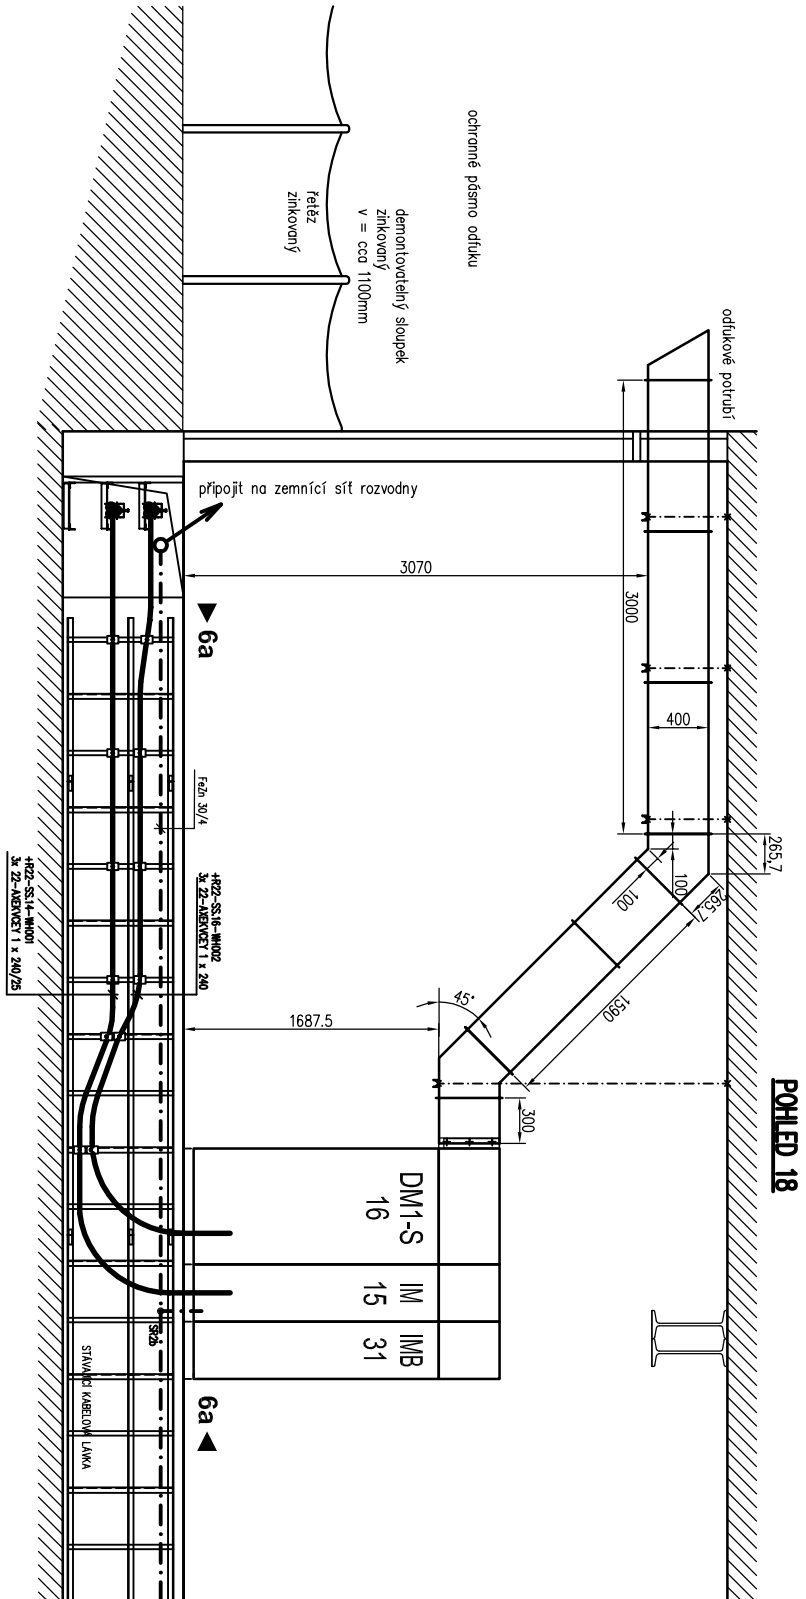 POHLED 18
odfukové potrubí
ochranné pásmo odfuku
demontovatelný sloupek
zinkovaný
v = cca 1100mm
řetěz
zinkovaný
připojit na zemnící síť rozvodny
3070
3000
400
265,7
100
100
265.7
1590
45°
300
1687.5
6a
FeZn 30/4
+R22-SS.16-WH002
3x 22-AXEKVCEY 1 x 240
+R22-SS.14-WH001
3x 22-AXEKVCEY 1 x 240/25
DM1-S
16
IM
15
IMB
31
SR2b
6a
STÁVAJÍCÍ KABELOVÁ LÁVKA